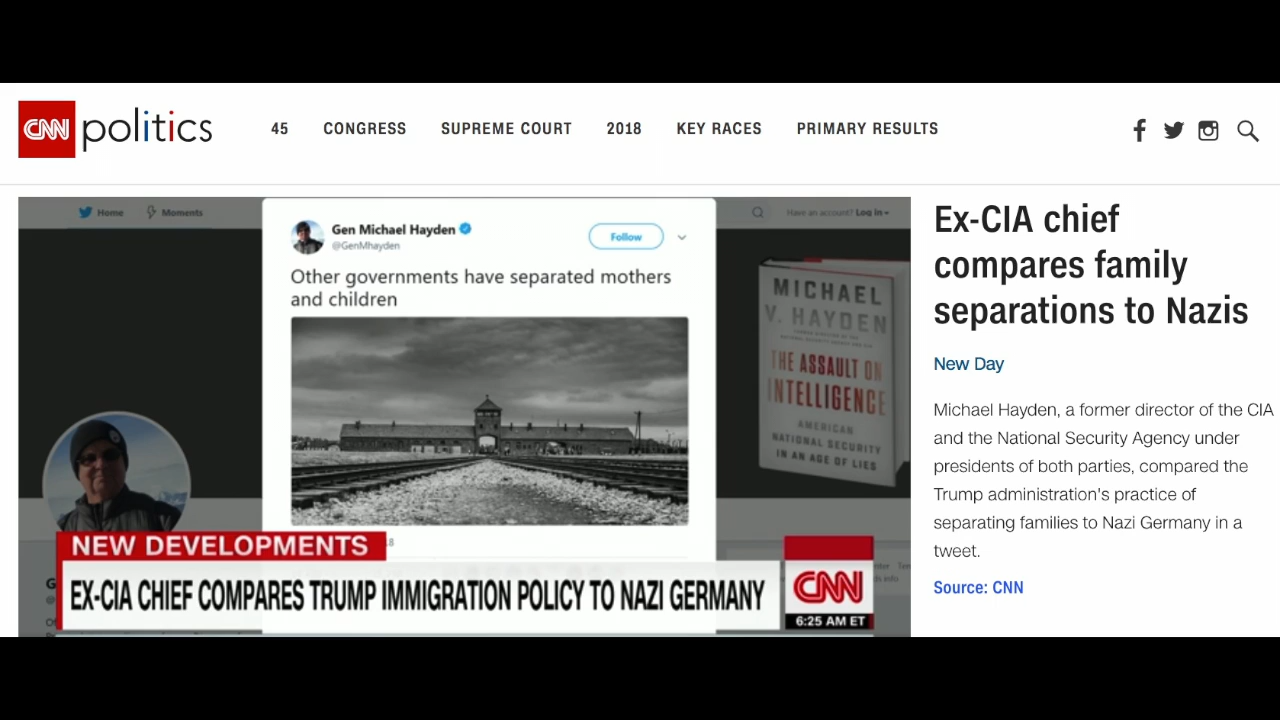 CNN politics
45 CONGRESS SUPREME COURT 2018 KEY RACES PRIMARY RESULTS
Home Moments
Have an account? Log in
Gen Michael Hayden
@GenMhayden
Follow
Other governments have separated mothers
and children
MICHAEL
V. HAYDEN
THE ASSAULT ON
INTELLIGENCE
AMERICAN
NATIONAL SECURITY
IN AN AGE OF LIES
NEW DEVELOPMENTS
EX-CIA CHIEF COMPARES TRUMP IMMIGRATION POLICY TO NAZI GERMANY
CNN
6:25 AM ET
Ex-CIA chief
compares family
separations to Nazis
New Day
Michael Hayden, a former director of the CIA
and the National Security Agency under
presidents of both parties, compared the
Trump administration's practice of
separating families to Nazi Germany in a
tweet.
Source: CNN